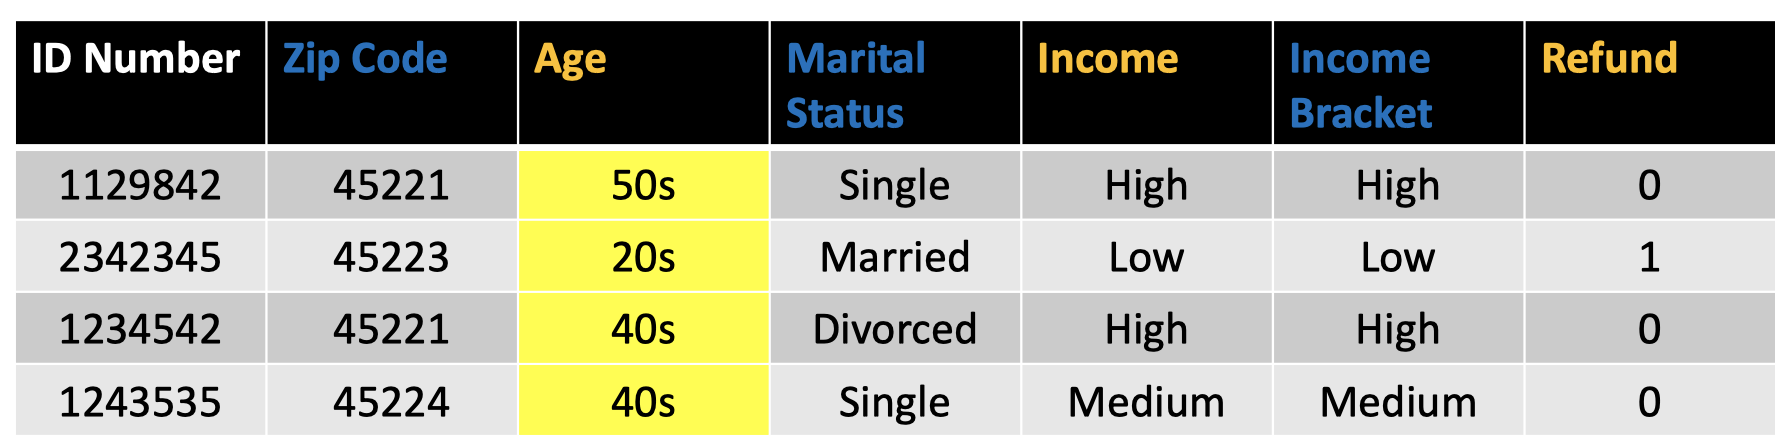 ID Number Zip Code Age Marital Status Income Income Bracket Refund
1129842 45221 50s Single High High 0
2342345 45223 20s Married Low Low 1
1234542 45221 40s Divorced High High 0
1243535 45224 40s Single Medium Medium 0